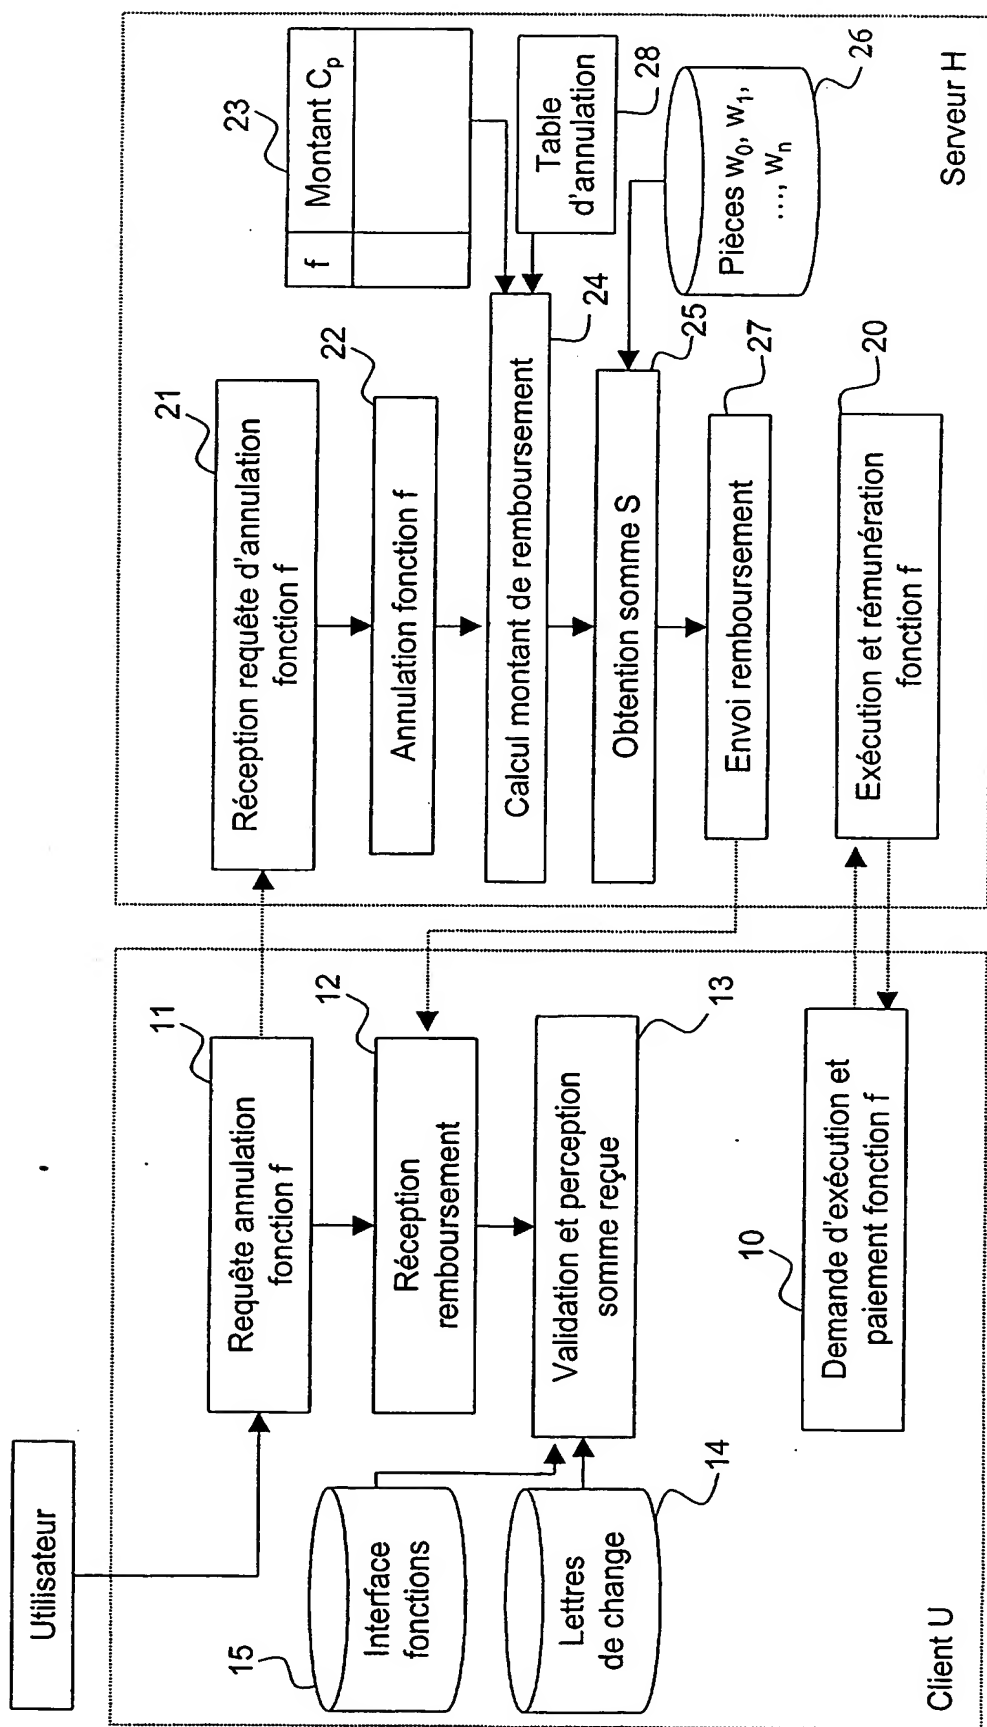 Utilisateur
Client U
15
Interface
fonctions
Lettres
de change
14
11
Requête annulation
fonction f
12
Réception
remboursement
Validation et perception
somme reçue
13
10
Demande d'exécution et
paiement fonction f
Serveur H
21
Réception requête d'annulation
fonction f
22
Annulation fonction f
23
f
Montant Cp
Calcul montant de remboursement
24
Table
d'annulation
28
Obtention somme S
25
Pièces w0, w1,
..., wn
26
Envoi remboursement
27
Exécution et rémunération
fonction f
20